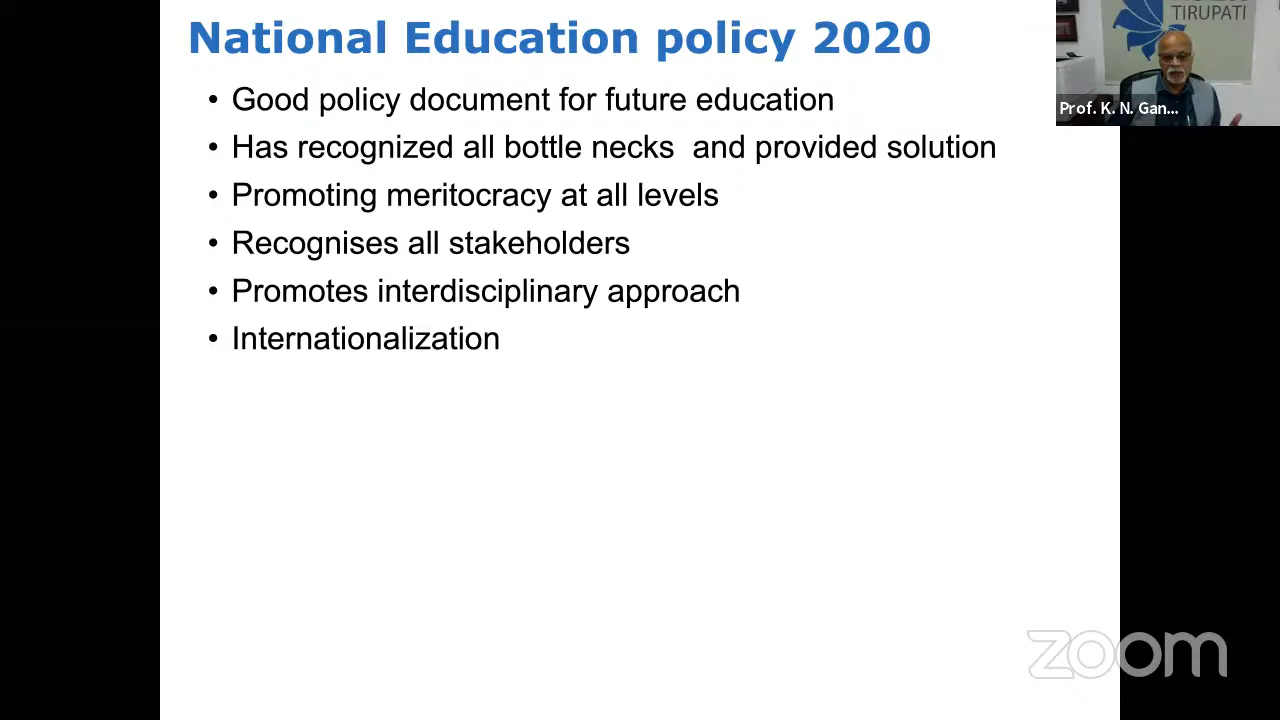 National Education policy 2020
• Good policy document for future education
• Has recognized all bottle necks  and provided solution
• Promoting meritocracy at all levels
• Recognises all stakeholders
• Promotes interdisciplinary approach
• Internationalization
TIRUPATI
Prof. K. N. Gan...
zoom